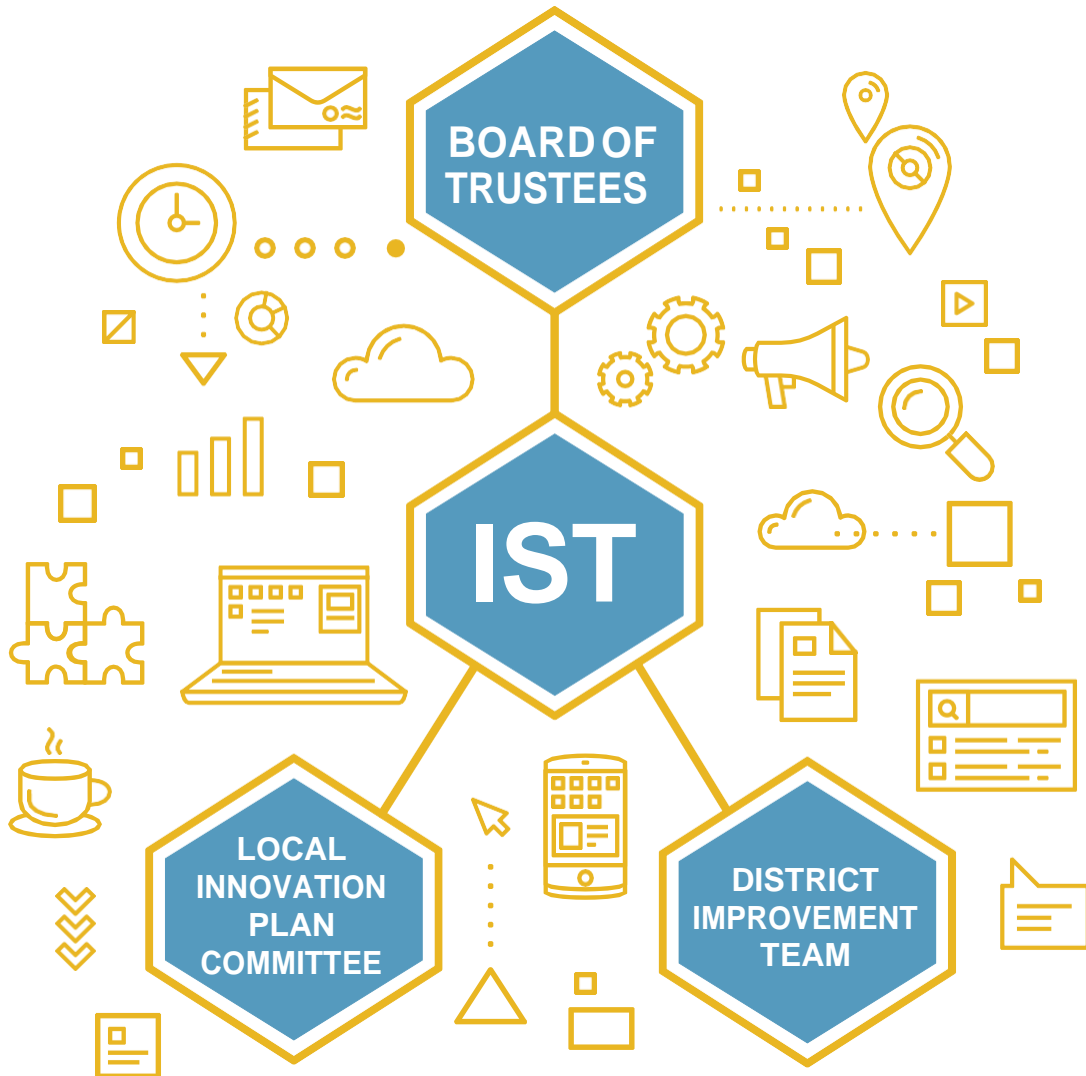 BOARD OF
TRUSTEES
IST
LOCAL
INNOVATION
PLAN
COMMITTEE
DISTRICT
IMPROVEMENT
TEAM